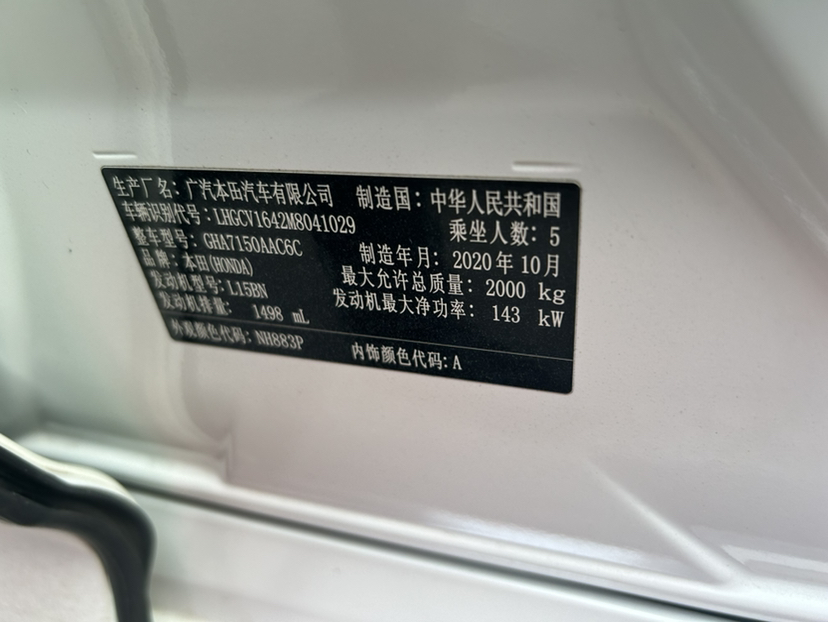 生产厂名：广汽本田汽车有限公司 制造国：中华人民共和国
车辆识别代号：LHGCV1642M8041029 乘坐人数：5
整车型号：GHA7150AAC6C 制造年月：2020年10月
品牌：本田(HONDA) 最大允许总质量：2000 kg
发动机型号：L15BN 发动机最大净功率：143 kW
发动机排量：1498 mL
外观颜色代码：NH883P 内饰颜色代码：A